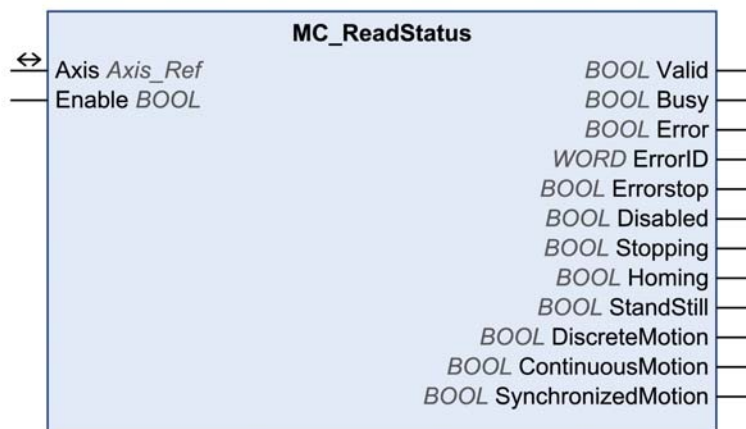 MC_ReadStatus
Axis Axis_Ref
BOOL Valid
Enable BOOL
BOOL Busy
BOOL Error
WORD ErrorID
BOOL Errorstop
BOOL Disabled
BOOL Stopping
BOOL Homing
BOOL StandStill
BOOL DiscreteMotion
BOOL ContinuousMotion
BOOL SynchronizedMotion